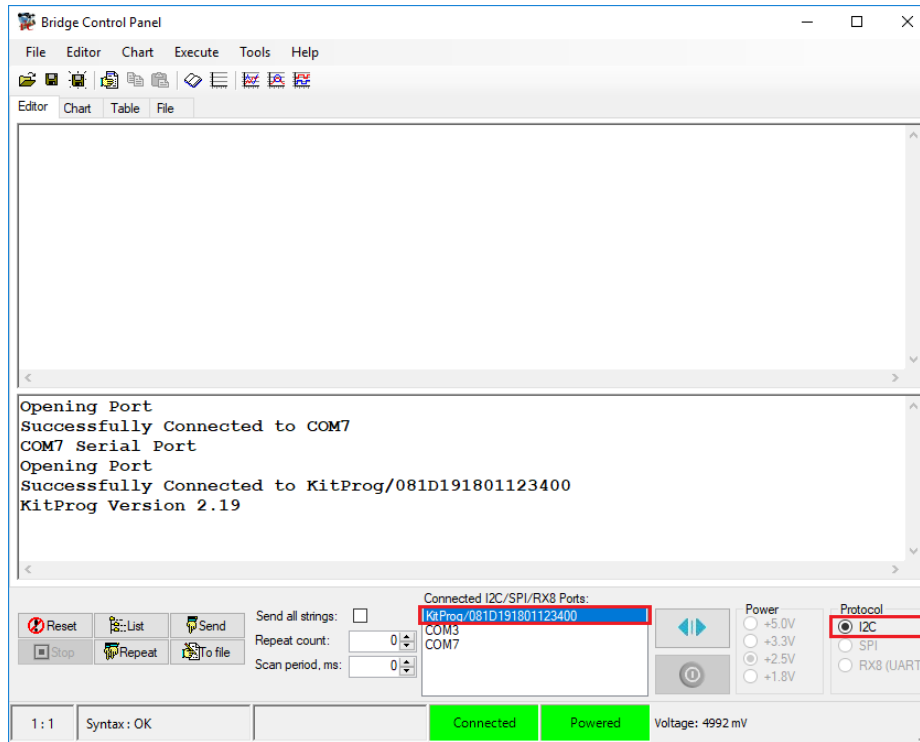 Bridge Control Panel
File Editor Chart Execute Tools Help
Editor Chart Table File
Opening Port
Successfully Connected to COM7
COM7 Serial Port
Opening Port
Successfully Connected to KitProg/081D191801123400
KitProg Version 2.19
Connected I2C/SPI/RX8 Ports:
Reset List Send
Stop Repeat To file
Send all strings:
Repeat count: 0
Scan period, ms: 0
KitProg/081D191801123400
COM3
COM7
Power
+5.0V
+3.3V
+2.5V
+1.8V
Protocol
I2C
SPI
RX8 (UART
1 : 1 Syntax : OK Connected Powered Voltage: 4992 mV